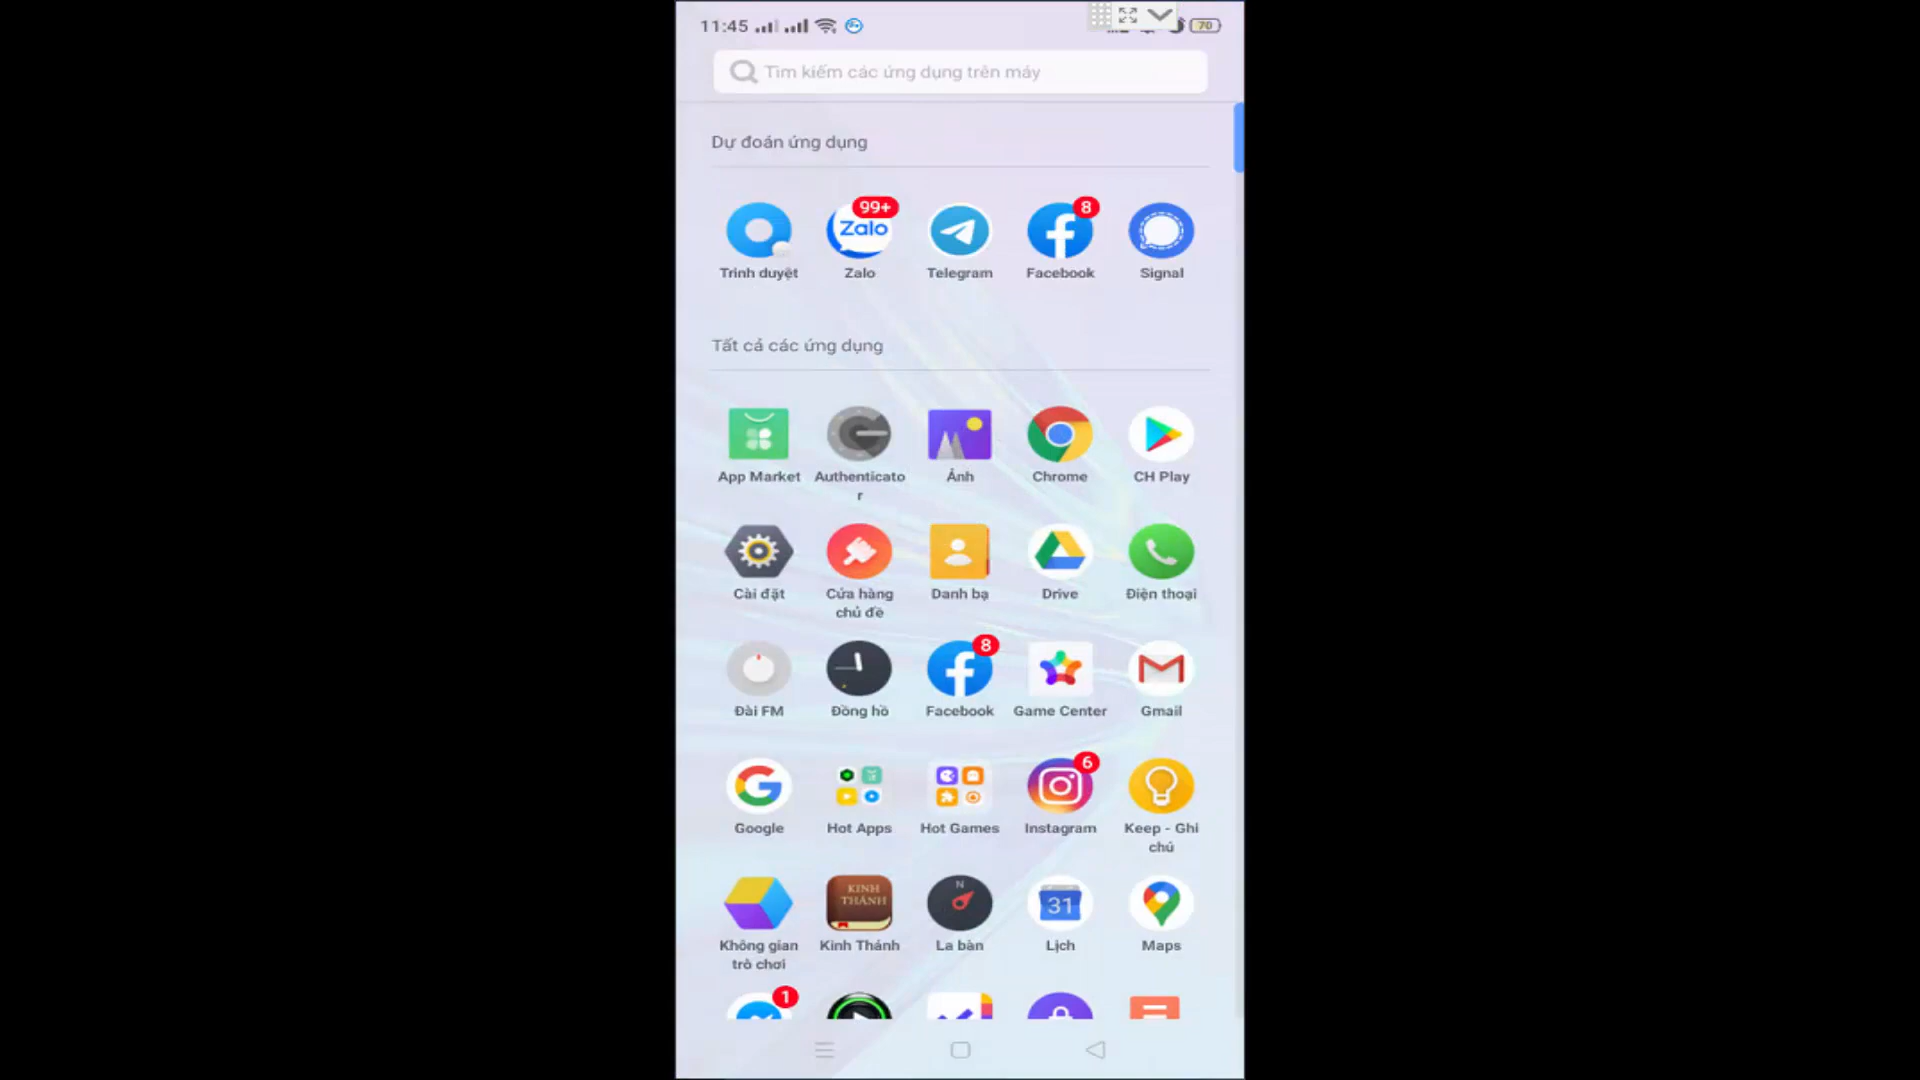 11:45
70
Tìm kiếm các ứng dụng trên máy
Dự đoán ứng dụng
99+
8
Zalo
Trình duyệt
Zalo
Telegram
Facebook
Signal
Tất cả các ứng dụng
App Market
Authenticato
r
Ảnh
Chrome
CH Play
Cài đặt
Cửa hàng
chủ đề
Danh bạ
Drive
Điện thoại
8
Đài FM
Đồng hồ
Facebook
Game Center
Gmail
6
Google
Hot Apps
Hot Games
Instagram
Keep - Ghi
chú
KINH
THÁNH
N
31
Không gian
trò chơi
Kinh Thánh
La bàn
Lịch
Maps
1